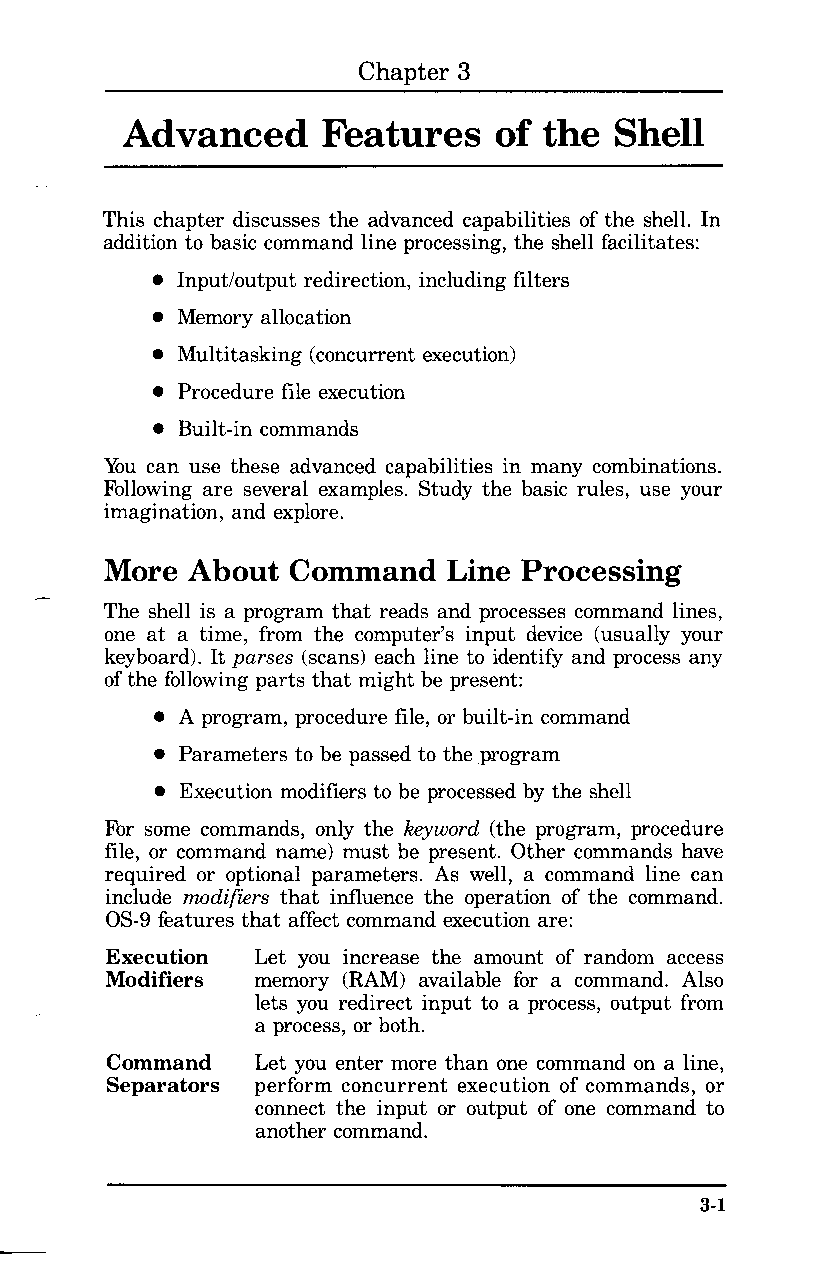 Chapter 3
Advanced Features of the Shell
This chapter discusses the advanced capabilities of the shell. In
addition to basic command line processing, the shell facilitates:
• Input/output redirection, including filters
• Memory allocation
• Multitasking (concurrent execution)
• Procedure file execution
• Built-in commands
You can use these advanced capabilities in many combinations.
Following are several examples. Study the basic rules, use your
imagination, and explore.
More About Command Line Processing
The shell is a program that reads and processes command lines,
one at a time, from the computer's input device (usually your
keyboard). It parses (scans) each line to identify and process any
of the following parts that might be present:
• A program, procedure file, or built-in command
• Parameters to be passed to the program
• Execution modifiers to be processed by the shell
For some commands, only the keyword (the program, procedure
file, or command name) must be present. Other commands have
required or optional parameters. As well, a command line can
include modifiers that influence the operation of the command.
OS-9 features that affect command execution are:
Execution Let you increase the amount of random access
Modifiers memory (RAM) available for a command. Also
lets you redirect input to a process, output from
a process, or both.
Command Let you enter more than one command on a line,
Separators perform concurrent execution of commands, or
connect the input or output of one command to
another command.
3-1